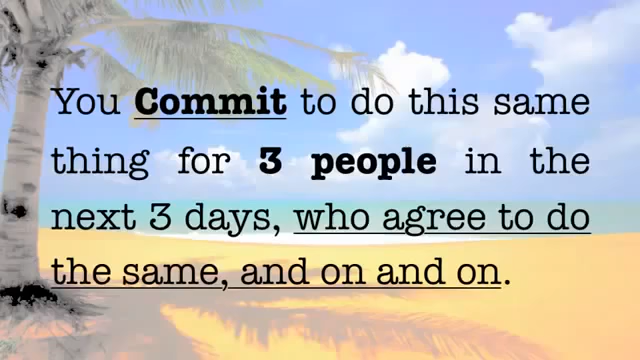 You Commit to do this same
thing for 3 people in the
next 3 days, who agree to do
the same, and on and on.